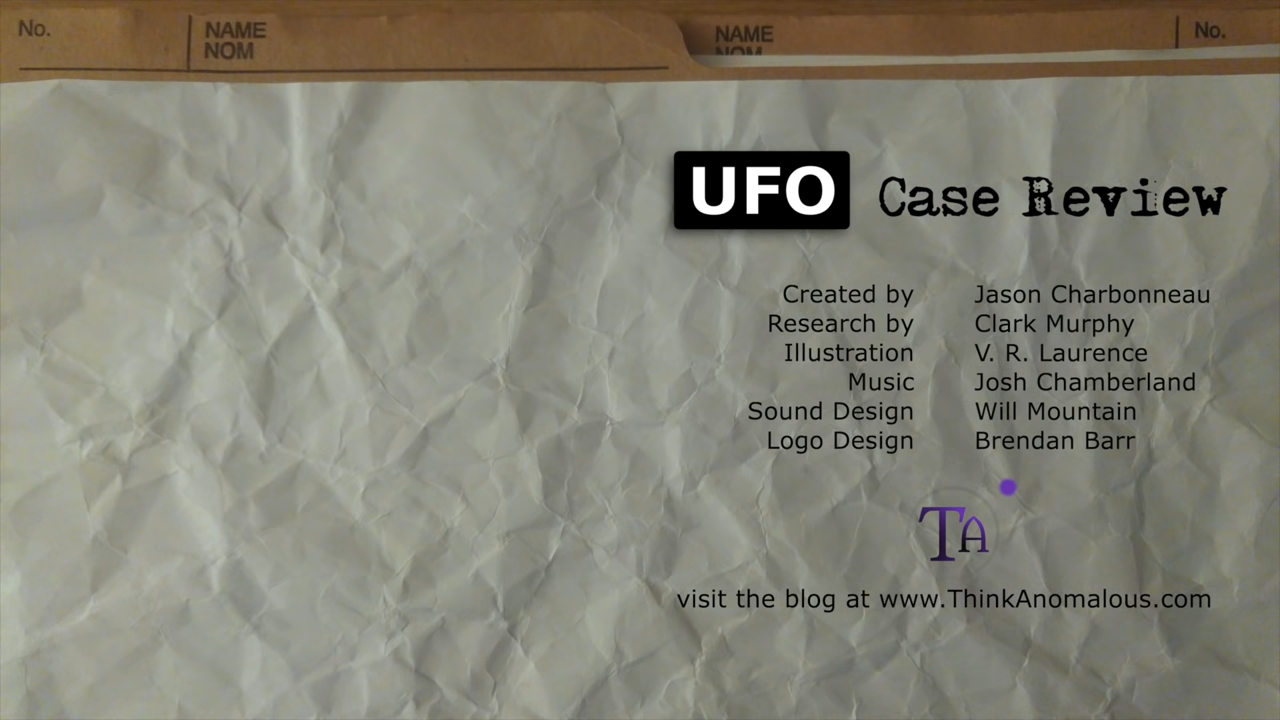 No.
NAME
NOM
NAME
NOM
No.
UFO Case Review
Created by Jason Charbonneau
Research by Clark Murphy
Illustration V. R. Laurence
Music Josh Chamberland
Sound Design Will Mountain
Logo Design Brendan Barr
TA
visit the blog at www.ThinkAnomalous.com